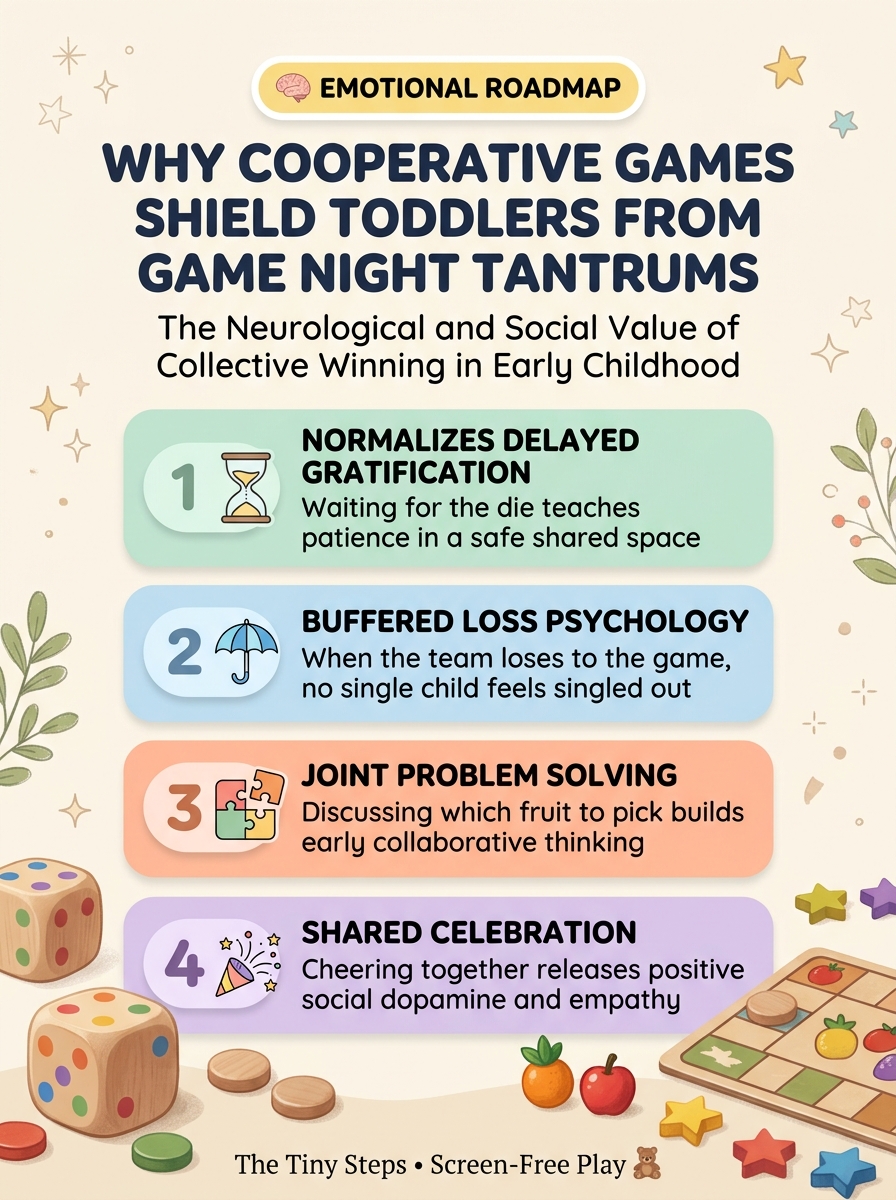 EMOTIONAL ROADMAP
WHY COOPERATIVE GAMES
SHIELD TODDLERS FROM
GAME NIGHT TANTRUMS
The Neurological and Social Value of
Collective Winning in Early Childhood
1
NORMALIZES DELAYED
GRATIFICATION
Waiting for the die teaches
patience in a safe shared space
2
BUFFERED LOSS PSYCHOLOGY
When the team loses to the game,
no single child feels singled out
3
JOINT PROBLEM SOLVING
Discussing which fruit to pick builds
early collaborative thinking
4
SHARED CELEBRATION
Cheering together releases positive
social dopamine and empathy
The Tiny Steps • Screen-Free Play